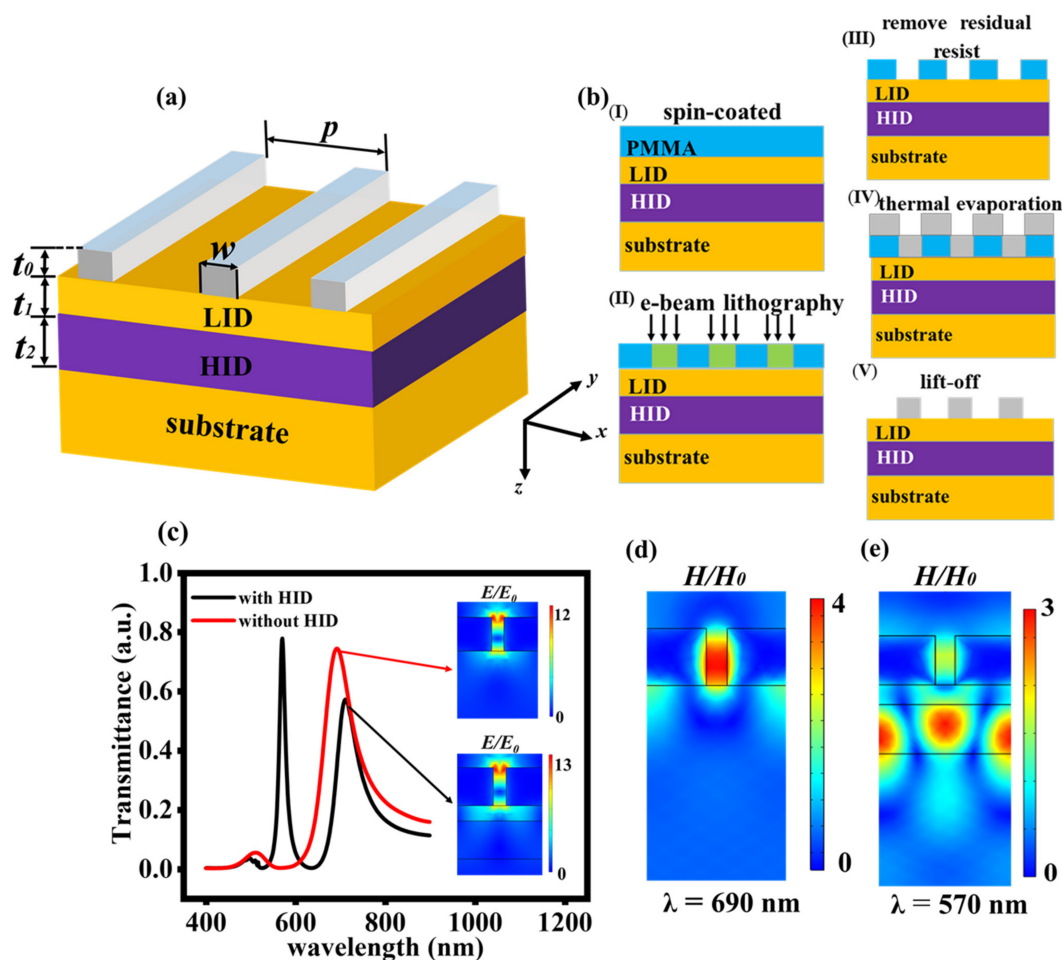 (a)
p
w
t0
t1
t2
LID
HID
substrate
y
x
z
(b)
(I)
spin-coated
PMMA
LID
HID
substrate
(II)
e-beam lithography
LID
HID
substrate
(III)
remove residual
resist
LID
HID
substrate
(IV)
thermal evaporation
LID
HID
substrate
(V)
lift-off
LID
HID
substrate
(c)
Transmittance (a.u.)
1.0
0.8
0.6
0.4
0.2
0.0
with HID
without HID
E/E0
12
0
E/E0
13
0
400 600 800 1000 1200
wavelength (nm)
(d)
H/H0
4
0
λ = 690 nm
(e)
H/H0
3
0
λ = 570 nm